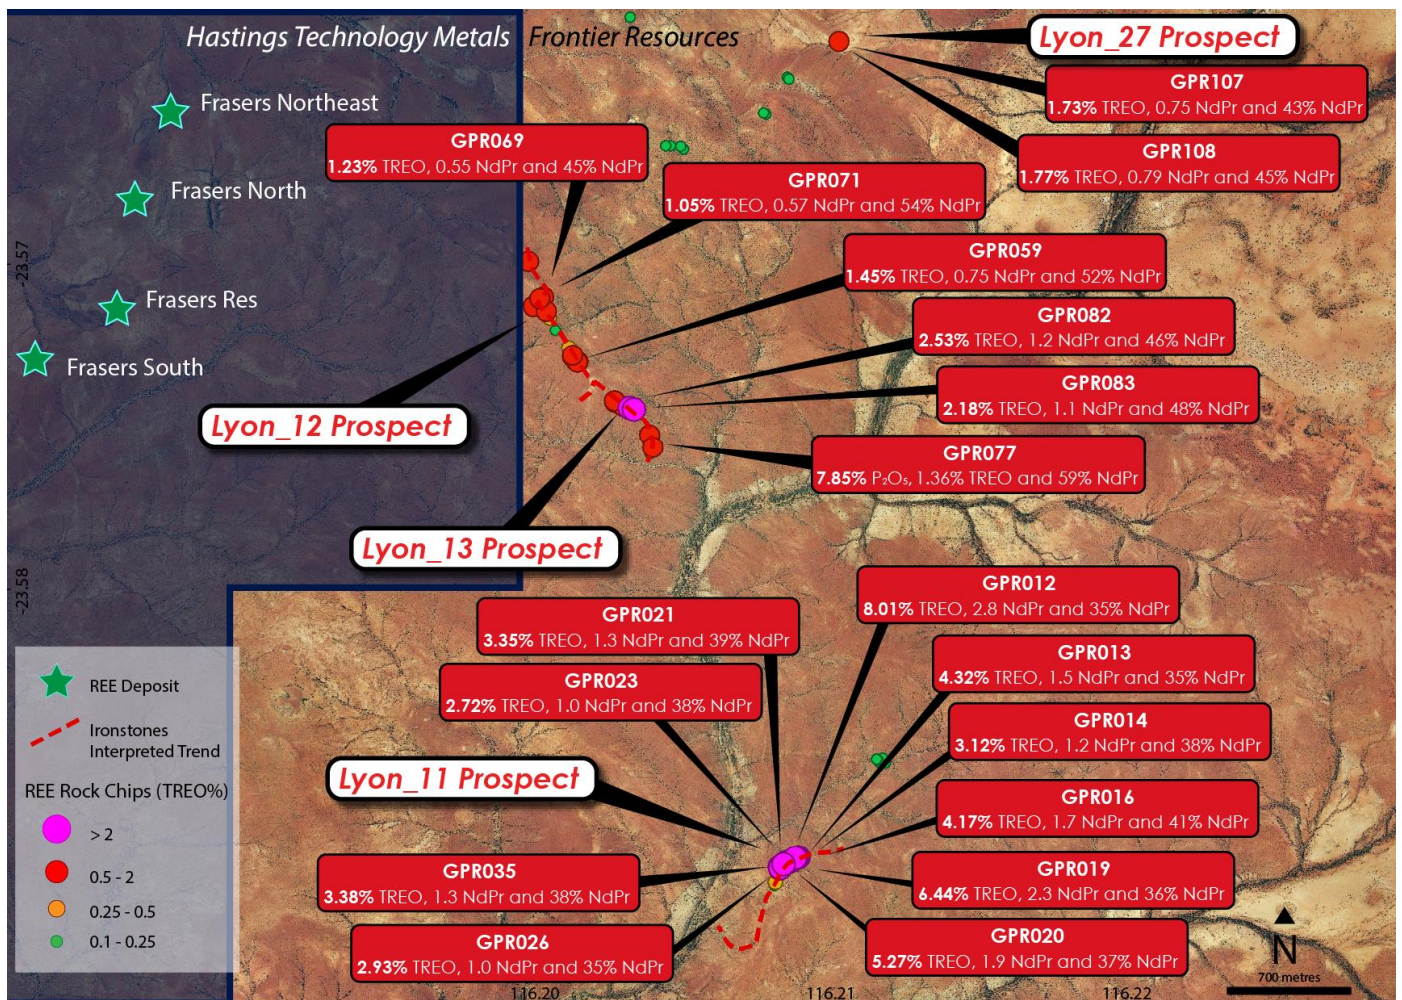 Hastings Technology Metals
Frontier Resources
Lyon_27 Prospect
GPR107
1.73% TREO, 0.75 NdPr and 43% NdPr
GPR108
1.77% TREO, 0.79 NdPr and 45% NdPr
Frasers Northeast
Frasers North
Frasers Res
Frasers South
GPR069
1.23% TREO, 0.55 NdPr and 45% NdPr
GPR071
1.05% TREO, 0.57 NdPr and 54% NdPr
GPR059
1.45% TREO, 0.75 NdPr and 52% NdPr
GPR082
2.53% TREO, 1.2 NdPr and 46% NdPr
GPR083
2.18% TREO, 1.1 NdPr and 48% NdPr
GPR077
7.85% P₂O₅, 1.36% TREO and 59% NdPr
-23.57
Lyon_12 Prospect
Lyon_13 Prospect
-23.58
GPR012
8.01% TREO, 2.8 NdPr and 35% NdPr
GPR021
3.35% TREO, 1.3 NdPr and 39% NdPr
GPR013
4.32% TREO, 1.5 NdPr and 35% NdPr
GPR023
2.72% TREO, 1.0 NdPr and 38% NdPr
GPR014
3.12% TREO, 1.2 NdPr and 38% NdPr
Lyon_11 Prospect
GPR016
4.17% TREO, 1.7 NdPr and 41% NdPr
GPR035
3.38% TREO, 1.3 NdPr and 38% NdPr
GPR019
6.44% TREO, 2.3 NdPr and 36% NdPr
GPR026
2.93% TREO, 1.0 NdPr and 35% NdPr
GPR020
5.27% TREO, 1.9 NdPr and 37% NdPr
REE Deposit
Ironstones
Interpreted Trend
REE Rock Chips (TREO%)
> 2
0.5 - 2
0.25 - 0.5
0.1 - 0.25
N
700 metres
116.20
116.21
116.22